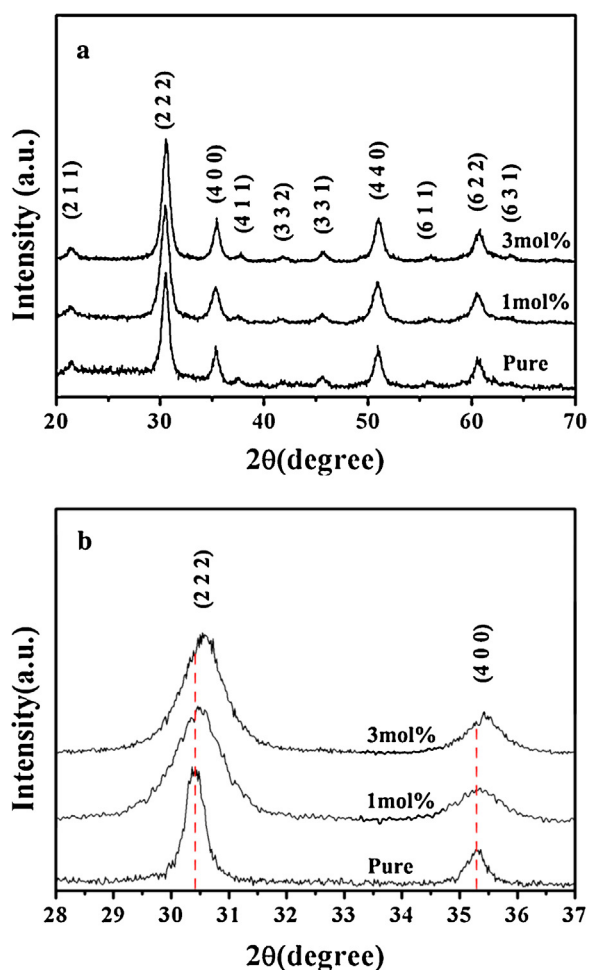 a
Intensity (a.u.)
(2 1 1)
(2 2 2)
(4 0 0)
(4 1 1)
(3 3 2)
(3 3 1)
(4 4 0)
(6 1 1)
(6 2 2)
(6 3 1)
3mol%
1mol%
Pure
20 30 40 50 60 70
2θ(degree)
b
Intensity(a.u.)
(2 2 2)
(4 0 0)
3mol%
1mol%
Pure
28 29 30 31 32 33 34 35 36 37
2θ(degree)